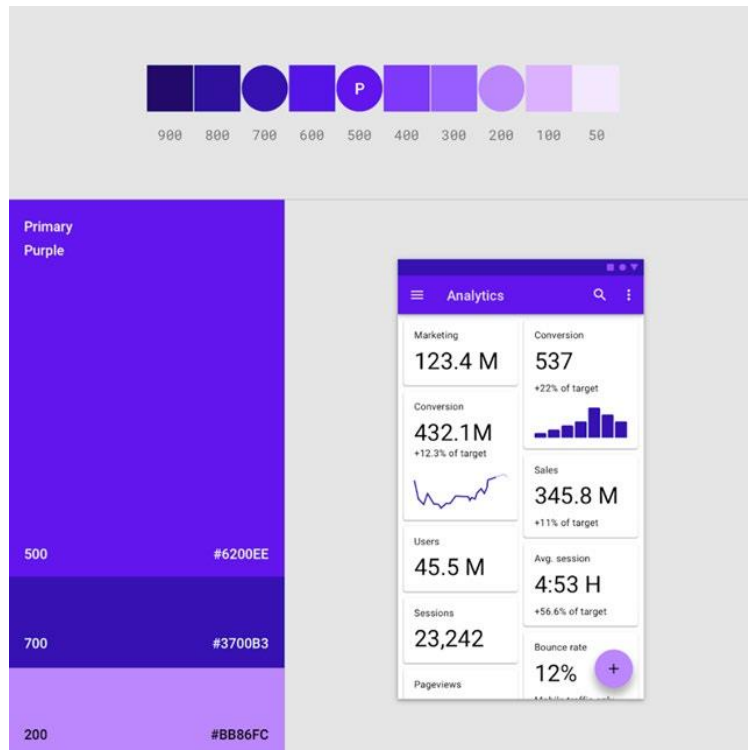 P
900 800 700 600 500 400 300 200 100 50
Primary
Purple
500 #6200EE
700 #3700B3
200 #BB86FC
Analytics
Marketing
123.4 M
Conversion
432.1M
+12.3% of target
Users
45.5 M
Sessions
23,242
Pageviews
Conversion
537
+22% of target
Sales
345.8 M
+11% of target
Avg. session
4:53 H
+56.6% of target
Bounce rate
12%
+